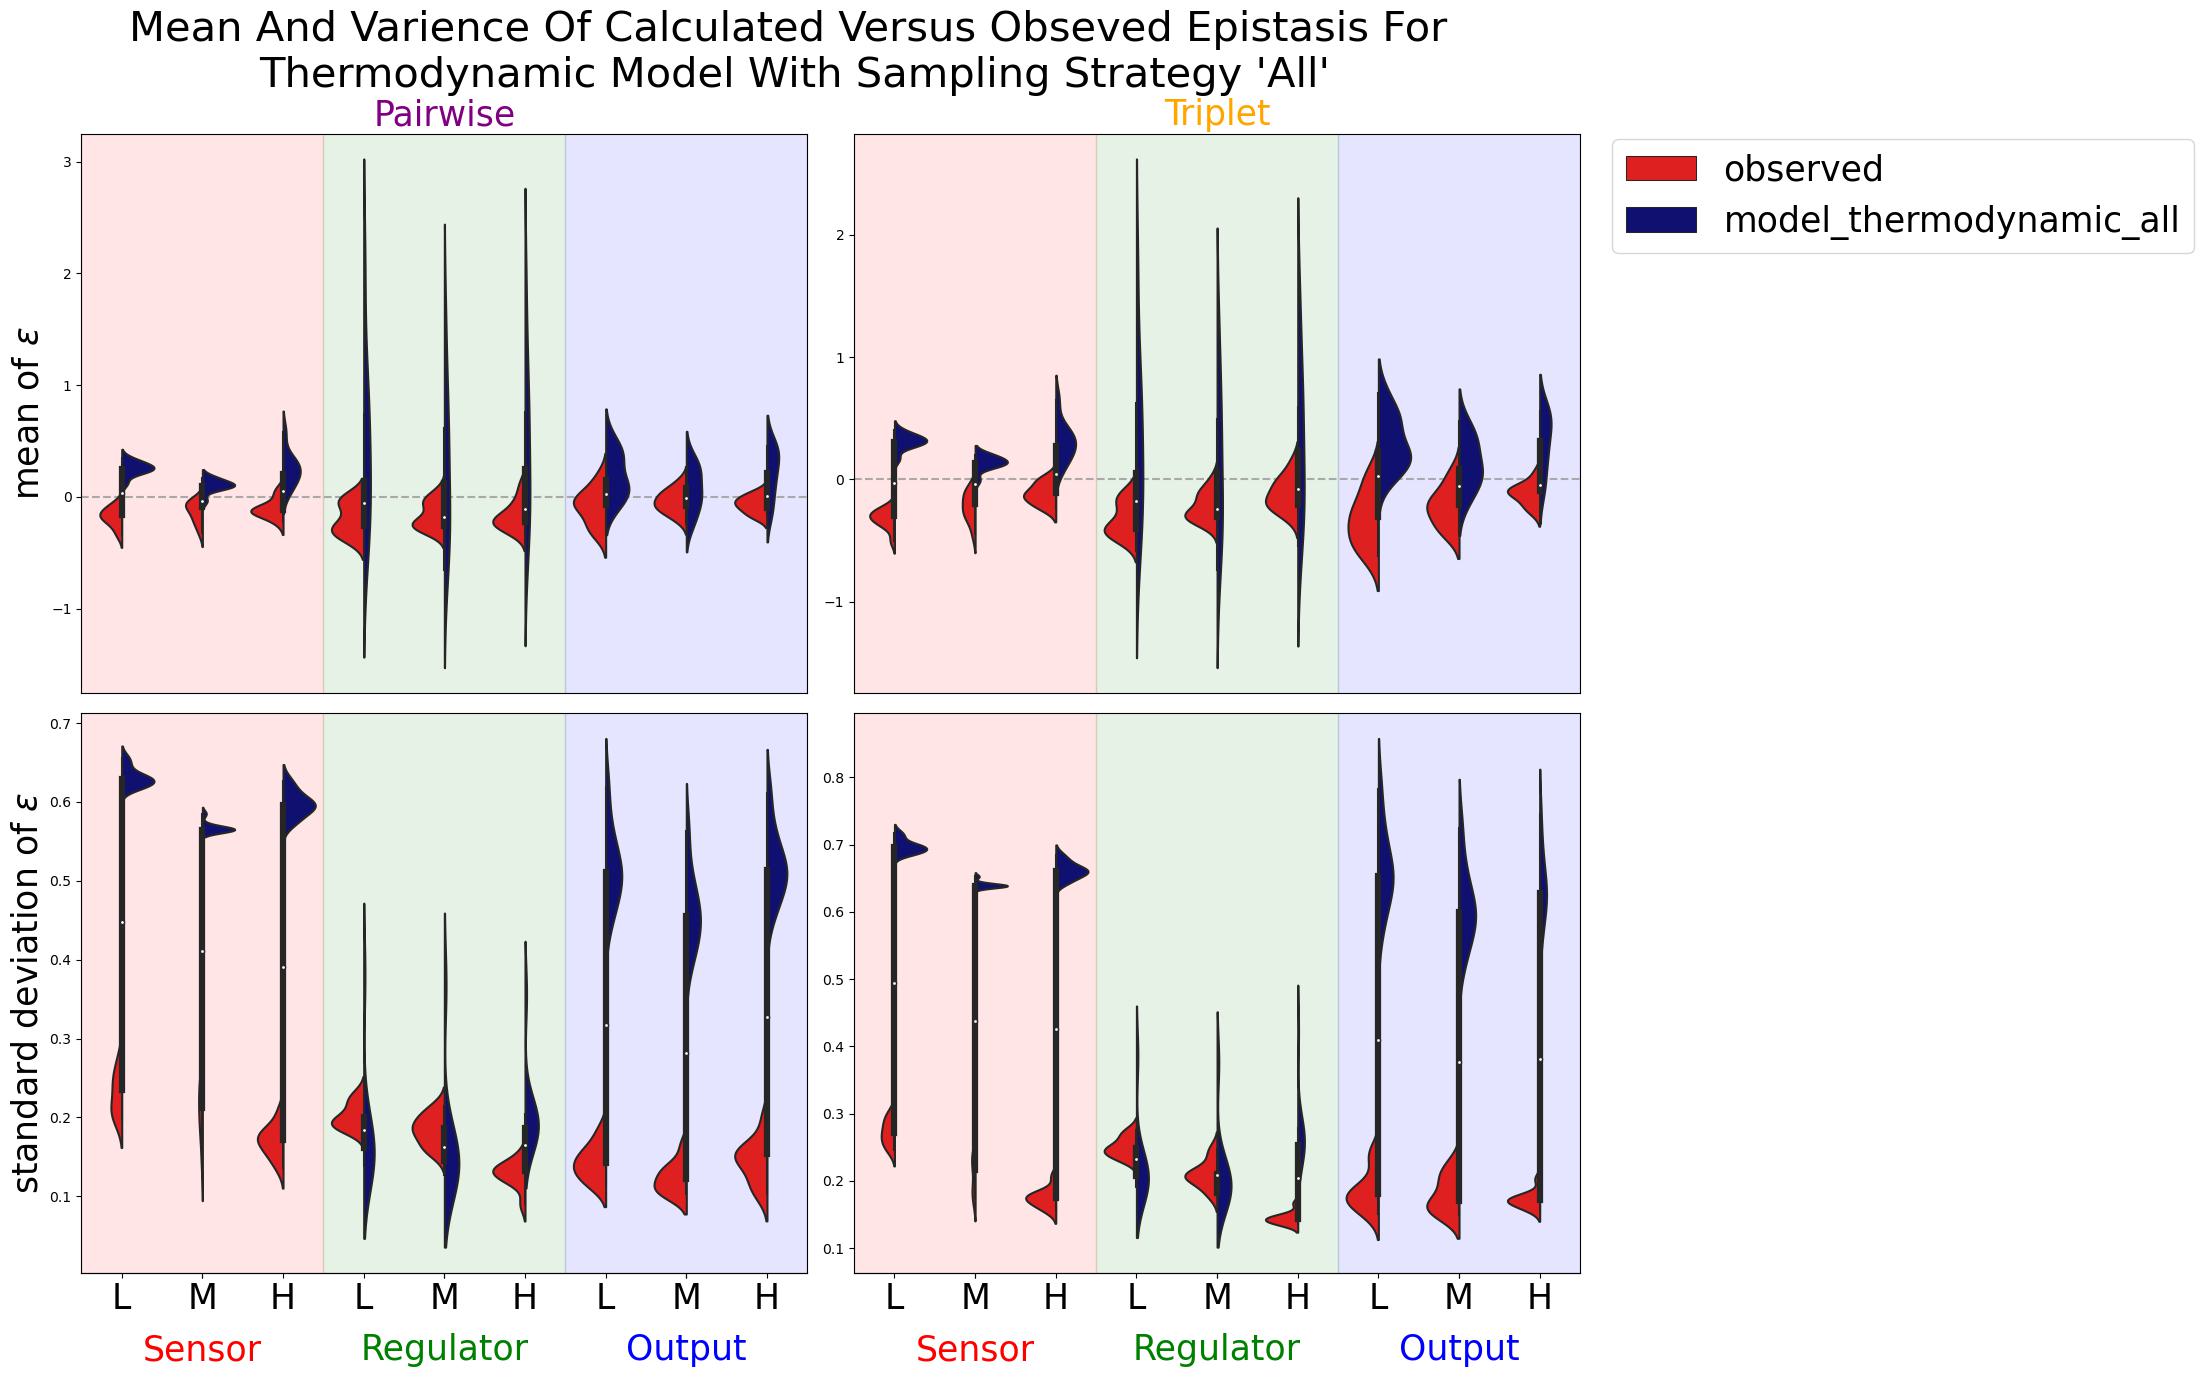 Mean And Varience Of Calculated Versus Obseved Epistasis For
Thermodynamic Model With Sampling Strategy 'All'
Pairwise
Triplet
observed
model_thermodynamic_all
mean of ε
3
2
1
0
−1
2
1
0
−1
standard deviation of ε
0.7
0.6
0.5
0.4
0.3
0.2
0.1
0.8
0.7
0.6
0.5
0.4
0.3
0.2
0.1
L M H L M H L M H
L M H L M H L M H
Sensor Regulator Output
Sensor Regulator Output